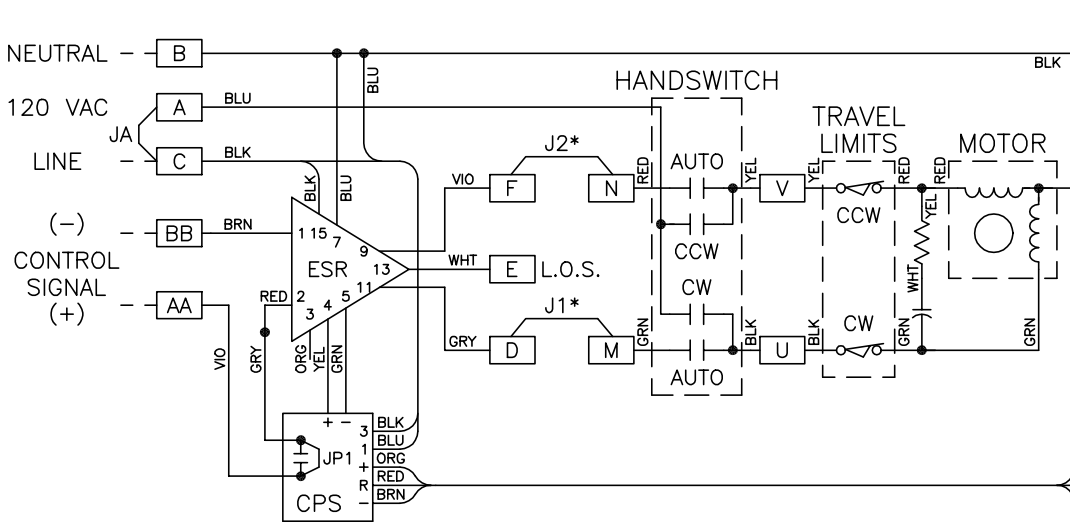 NEUTRAL
B
BLK
BLU
HANDSWITCH
120 VAC
A
BLU
JA
TRAVEL
LIMITS
MOTOR
LINE
C
BLK
J2*
AUTO
RED
YEL
YEL
RED
RED
BLK
BLU
VIO
F
N
V
CCW
YEL
(-)
BB
BRN
CONTROL
SIGNAL
(+)
AA
1 15 7
9
ESR
13
11
2
3
4
5
RED
WHT
E
L.O.S.
CCW
CW
WHT
J1*
GRY
D
M
GRN
BLK
U
BLK
CW
GRN
GRN
AUTO
VIO
GRY
ORG
YEL
GRN
+ −
3
BLK
1
BLU
JP1
+
ORG
R
RED
−
BRN
CPS